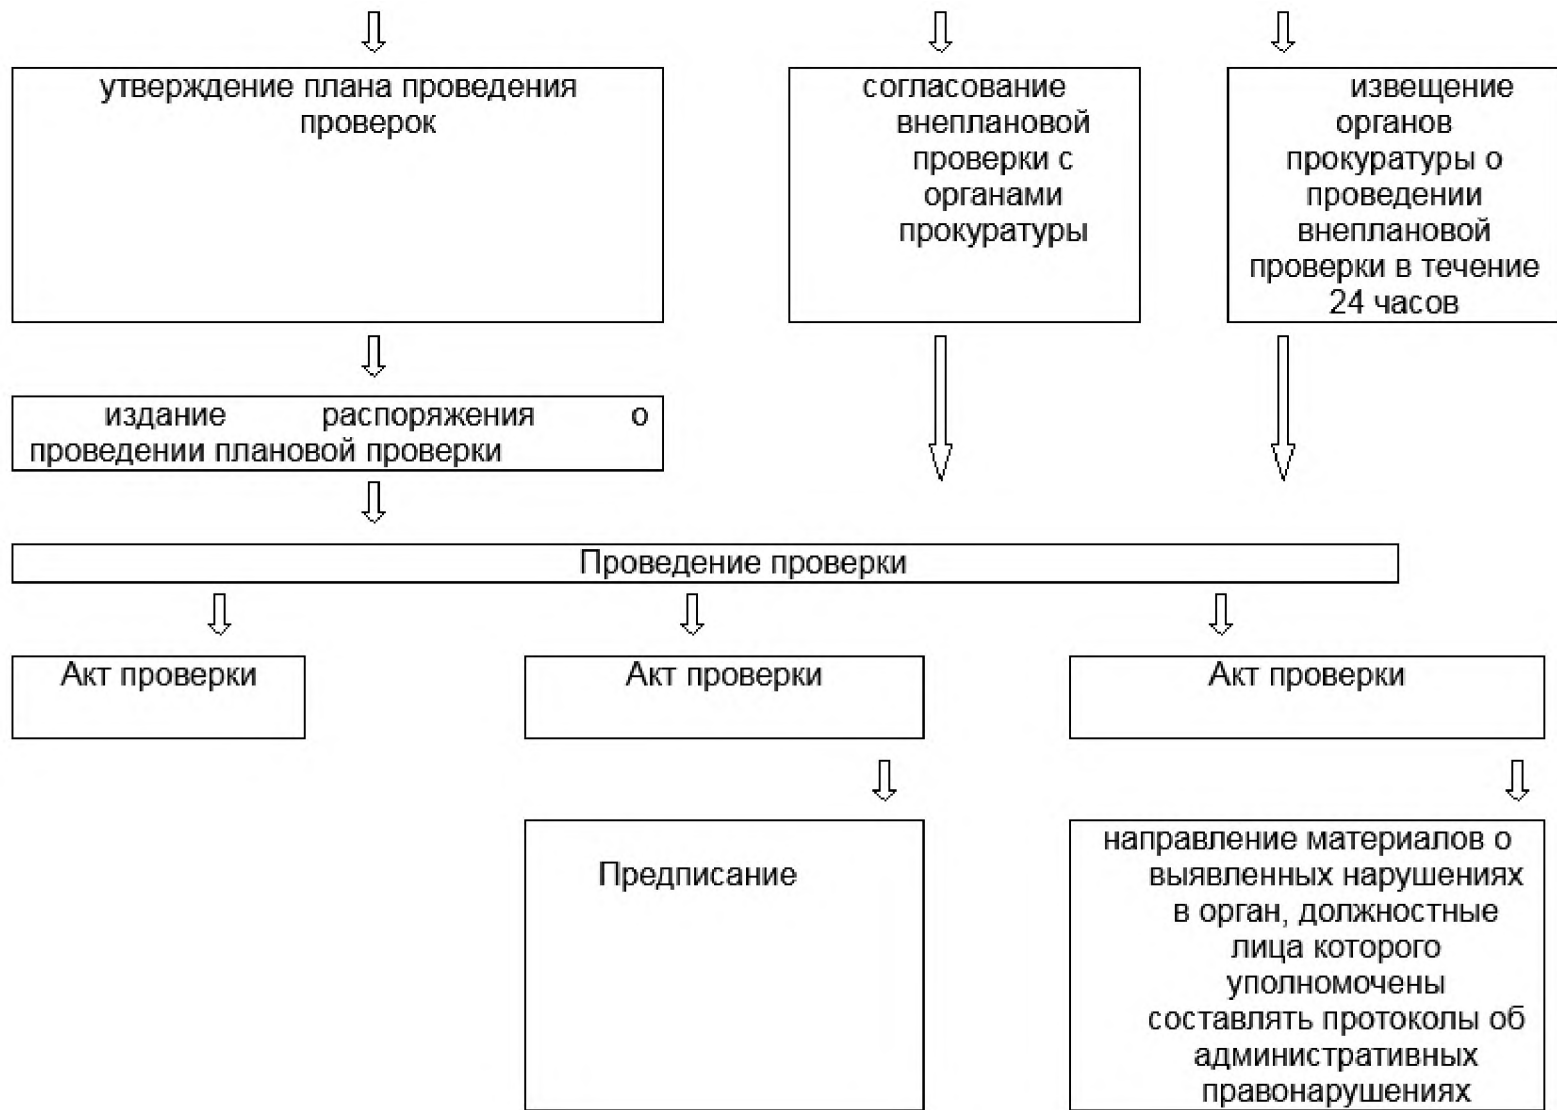 утверждение плана проведения
проверок
согласование
внеплановой
проверки с
органами
прокуратуры
извещение
органов
прокуратуры о
проведении
внеплановой
проверки в течение
24 часов
издание распоряжения о
проведении плановой проверки
Проведение проверки
Акт проверки
Акт проверки
Акт проверки
Предписание
направление материалов о
выявленных нарушениях
в орган, должностные
лица которого
уполномочены
составлять протоколы об
административных
правонарушениях